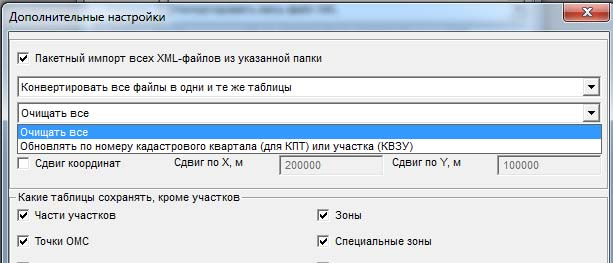 Дополнительные настройки
Пакетный импорт всех XML-файлов из указанной папки
Конвертировать все файлы в одни и те же таблицы
Очищать все
Очищать все
Обновлять по номеру кадастрового квартала (для КПТ) или участка (КВЗУ)
Сдвиг координат Сдвиг по X, м 200000 Сдвиг по Y, м 100000
Какие таблицы сохранять, кроме участков
Части участков Зоны
Точки ОМС Специальные зоны